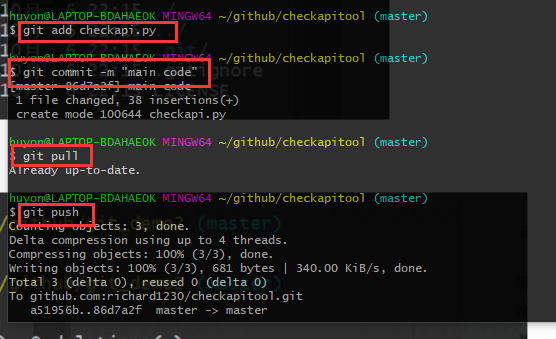 huyon@LAPTOP-BDAHAEOK MINGW64 ~/github/checkapitool (master)
$ git add checkapi.py
huyon@LAPTOP-BDAHAEOK MINGW64 ~/github/checkapitool (master)
$ git commit -m "main code"
[master 86d7a2f] main code
1 file changed, 38 insertions(+)
create mode 100644 checkapi.py
huyon@LAPTOP-BDAHAEOK MINGW64 ~/github/checkapitool (master)
$ git pull
Already up-to-date.
huyon@LAPTOP-BDAHAEOK MINGW64 ~/github/checkapitool (master)
$ git push
Counting objects: 3, done.
Delta compression using up to 4 threads.
Compressing objects: 100% (3/3), done.
Writing objects: 100% (3/3), 681 bytes | 340.00 KiB/s, done.
Total 3 (delta 0), reused 0 (delta 0)
To github.com:richard1230/checkapitool.git
a51956b..86d7a2f master -> master